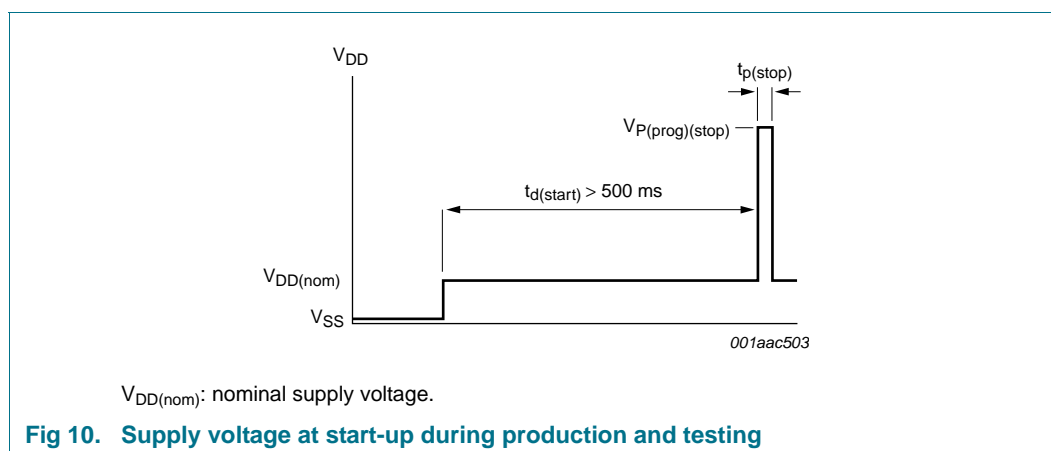 VDD
tp(stop)
VP(prog)(stop)
td(start) > 500 ms
VDD(nom)
VSS
001aac503
VDD(nom): nominal supply voltage.
Fig 10. Supply voltage at start-up during production and testing